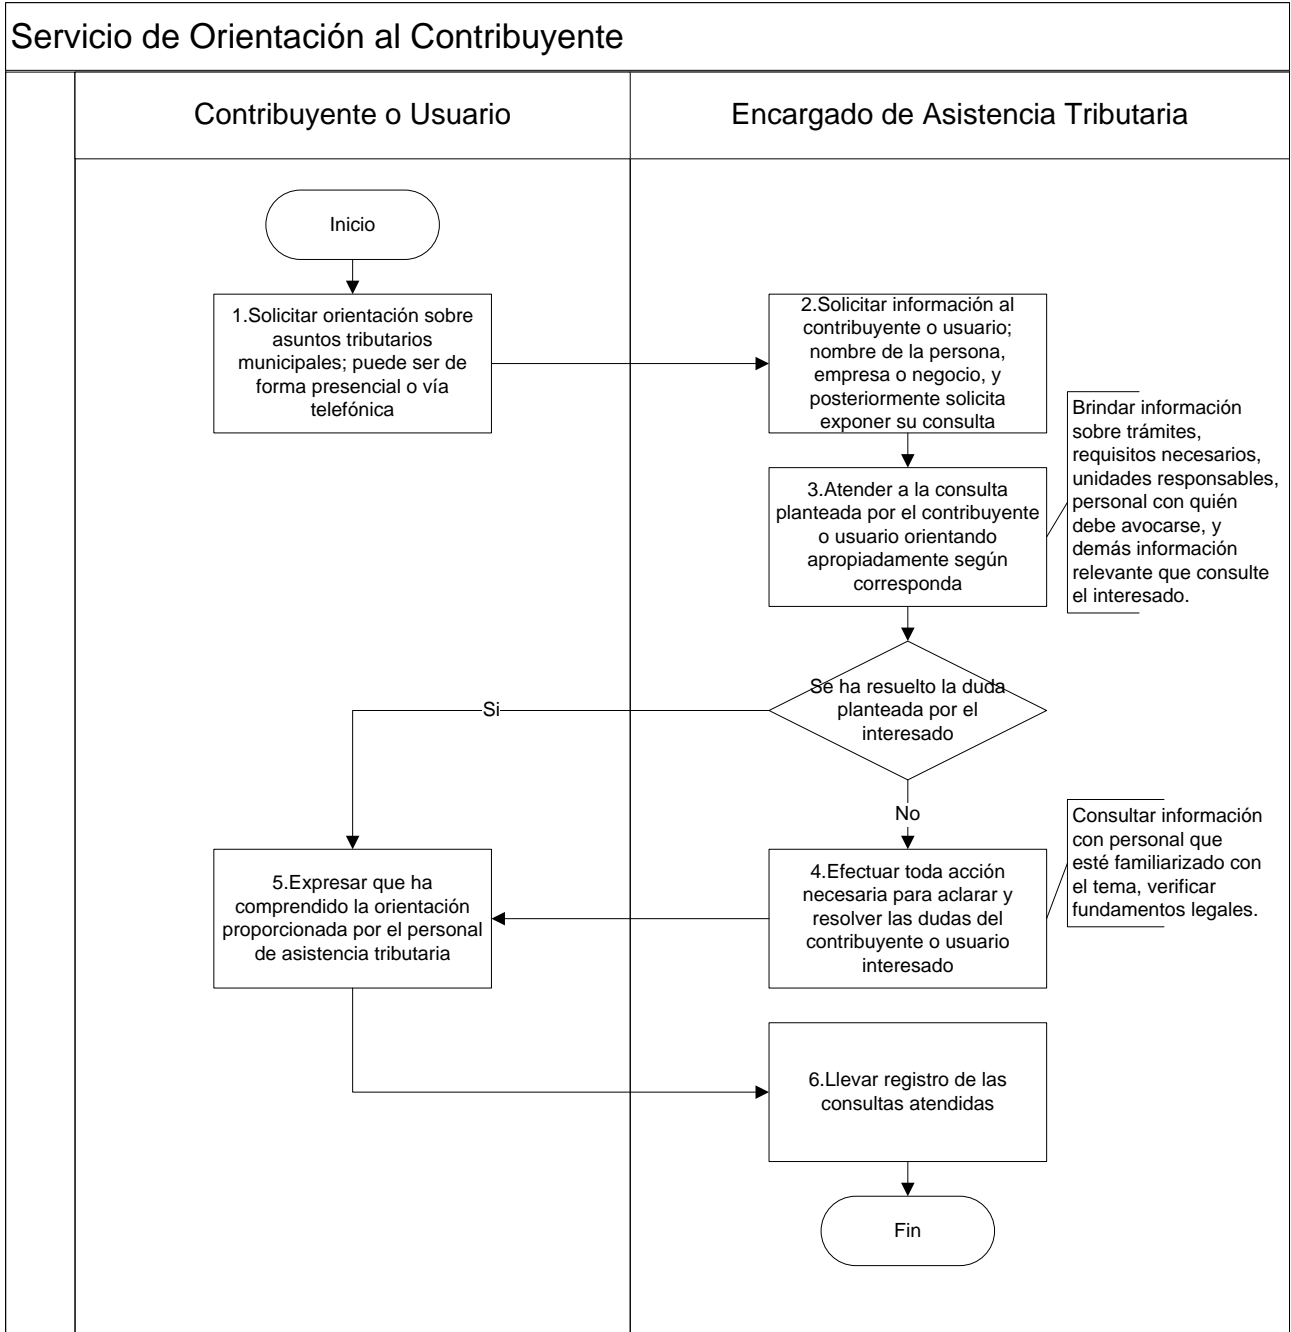 Servicio de Orientación al Contribuyente
Contribuyente o Usuario
Encargado de Asistencia Tributaria
Inicio
1.Solicitar orientación sobre
asuntos tributarios
municipales; puede ser de
forma presencial o vía
telefónica
2.Solicitar información al
contribuyente o usuario;
nombre de la persona,
empresa o negocio, y
posteriormente solicita
exponer su consulta
Brindar información
sobre trámites,
requisitos necesarios,
unidades responsables,
personal con quién
debe avocarse, y
demás información
relevante que consulte
el interesado.
3.Atender a la consulta
planteada por el contribuyente
o usuario orientando
apropiadamente según
corresponda
Se ha resuelto la duda
planteada por el
interesado
Si
No
Consultar información
con personal que
esté familiarizado con
el tema, verificar
fundamentos legales.
4.Efectuar toda acción
necesaria para aclarar y
resolver las dudas del
contribuyente o usuario
interesado
5.Expresar que ha
comprendido la orientación
proporcionada por el personal
de asistencia tributaria
6.Llevar registro de las
consultas atendidas
Fin